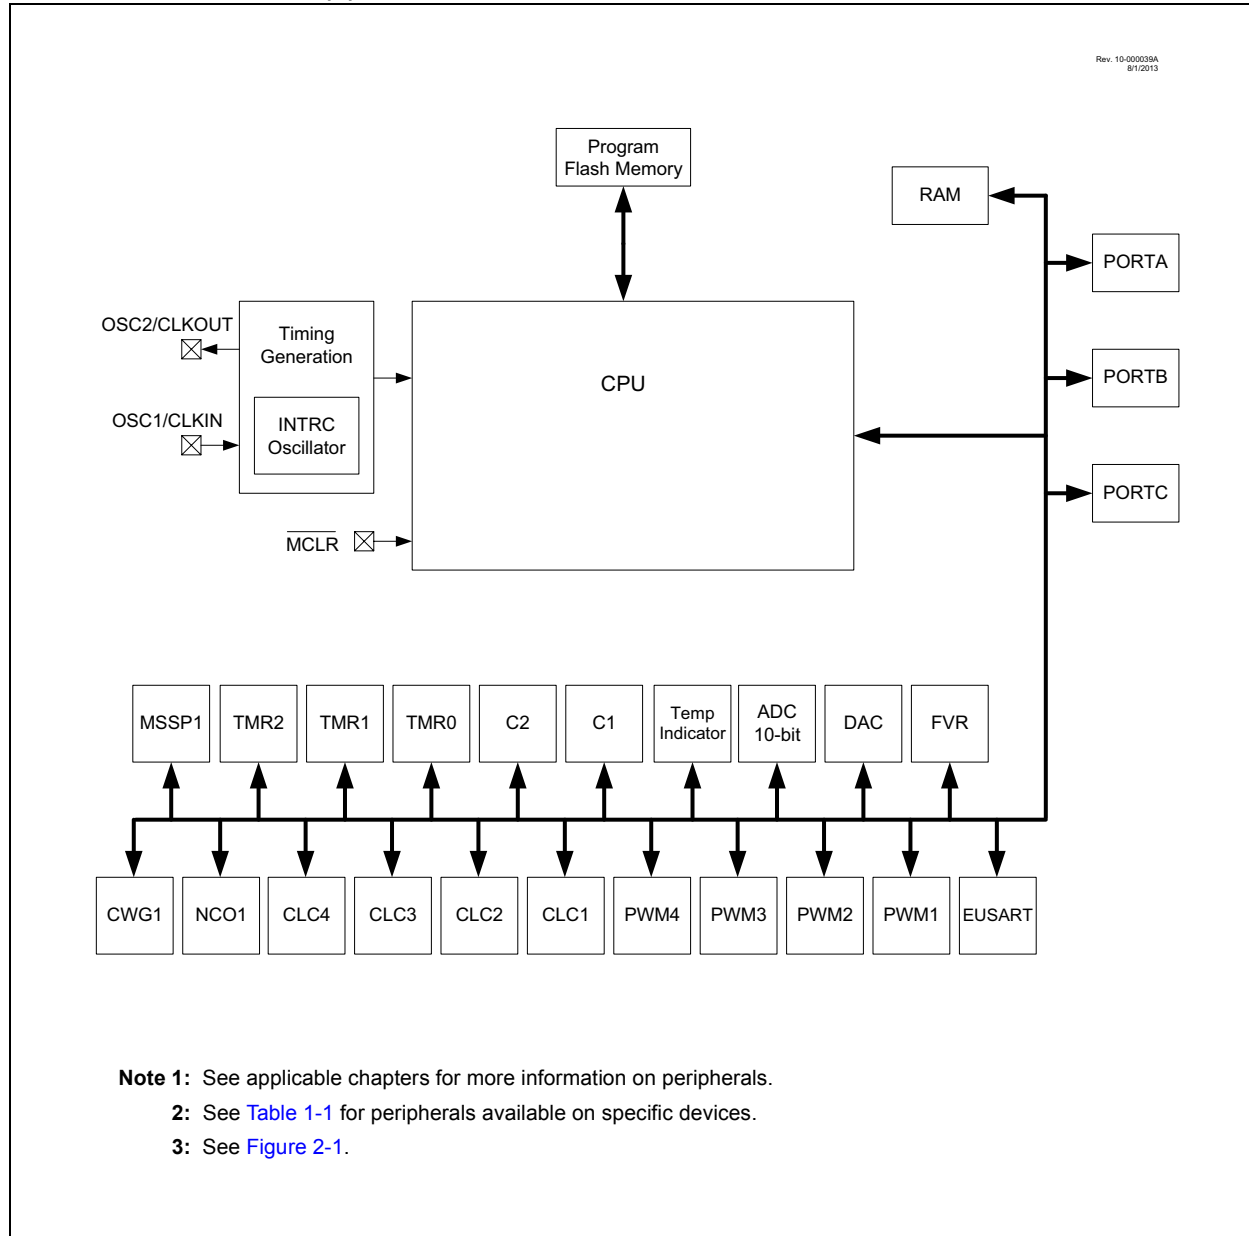 Rev. 10-000039A
8/1/2013
Program
Flash Memory
RAM
PORTA
OSC2/CLKOUT
Timing
Generation
CPU
PORTB
OSC1/CLKIN
INTRC
Oscillator
PORTC
MCLR
MSSP1
TMR2
TMR1
TMR0
C2
C1
Temp
Indicator
ADC
10-bit
DAC
FVR
CWG1
NCO1
CLC4
CLC3
CLC2
CLC1
PWM4
PWM3
PWM2
PWM1
EUSART
Note 1: See applicable chapters for more information on peripherals.
2: See Table 1-1 for peripherals available on specific devices.
3: See Figure 2-1.